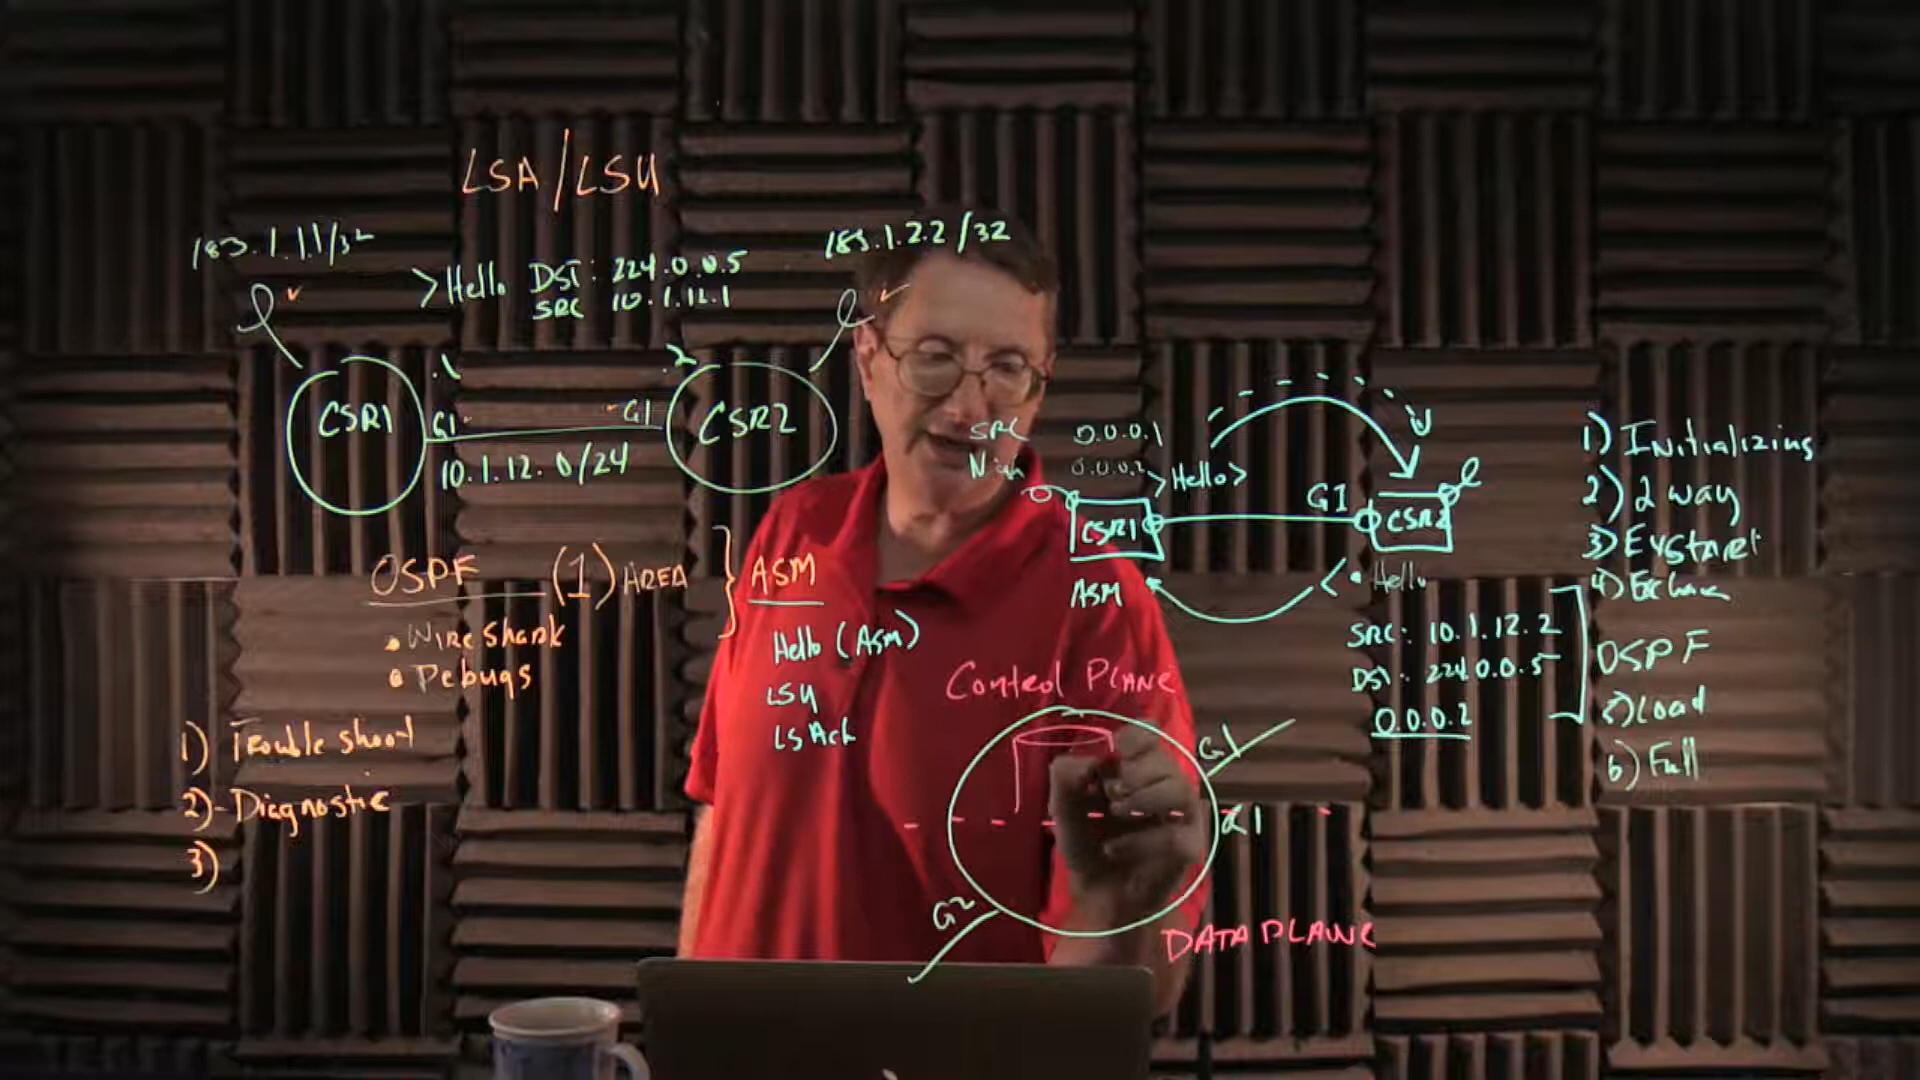 LSA/LSU
183.1.1.1/32
>Hello DST: 224.0.0.5
SRC 10.1.12.1
183.1.2.2/32
.1
.2
CSR1
G1
G1
CSR2
10.1.12.0/24
OSPF (1) AREA
• WireShark
• Debugs
} ASM
Hello (ASM)
LSU
LSAck
1) Troubleshoot
2)-Diagnostic
3)
SRC 0.0.0.1
0.0.0.2
>Hello>
CSR1
G1
CSR2
ASM
<• Hello
SRC: 10.1.12.2
DST: 224.0.0.5
0.0.0.2
OSPF
1) Initializing
2) 2 way
3) Exstart
4)
5) Load
6) Full
Control PLANE
G1
G2
DATA PLANE